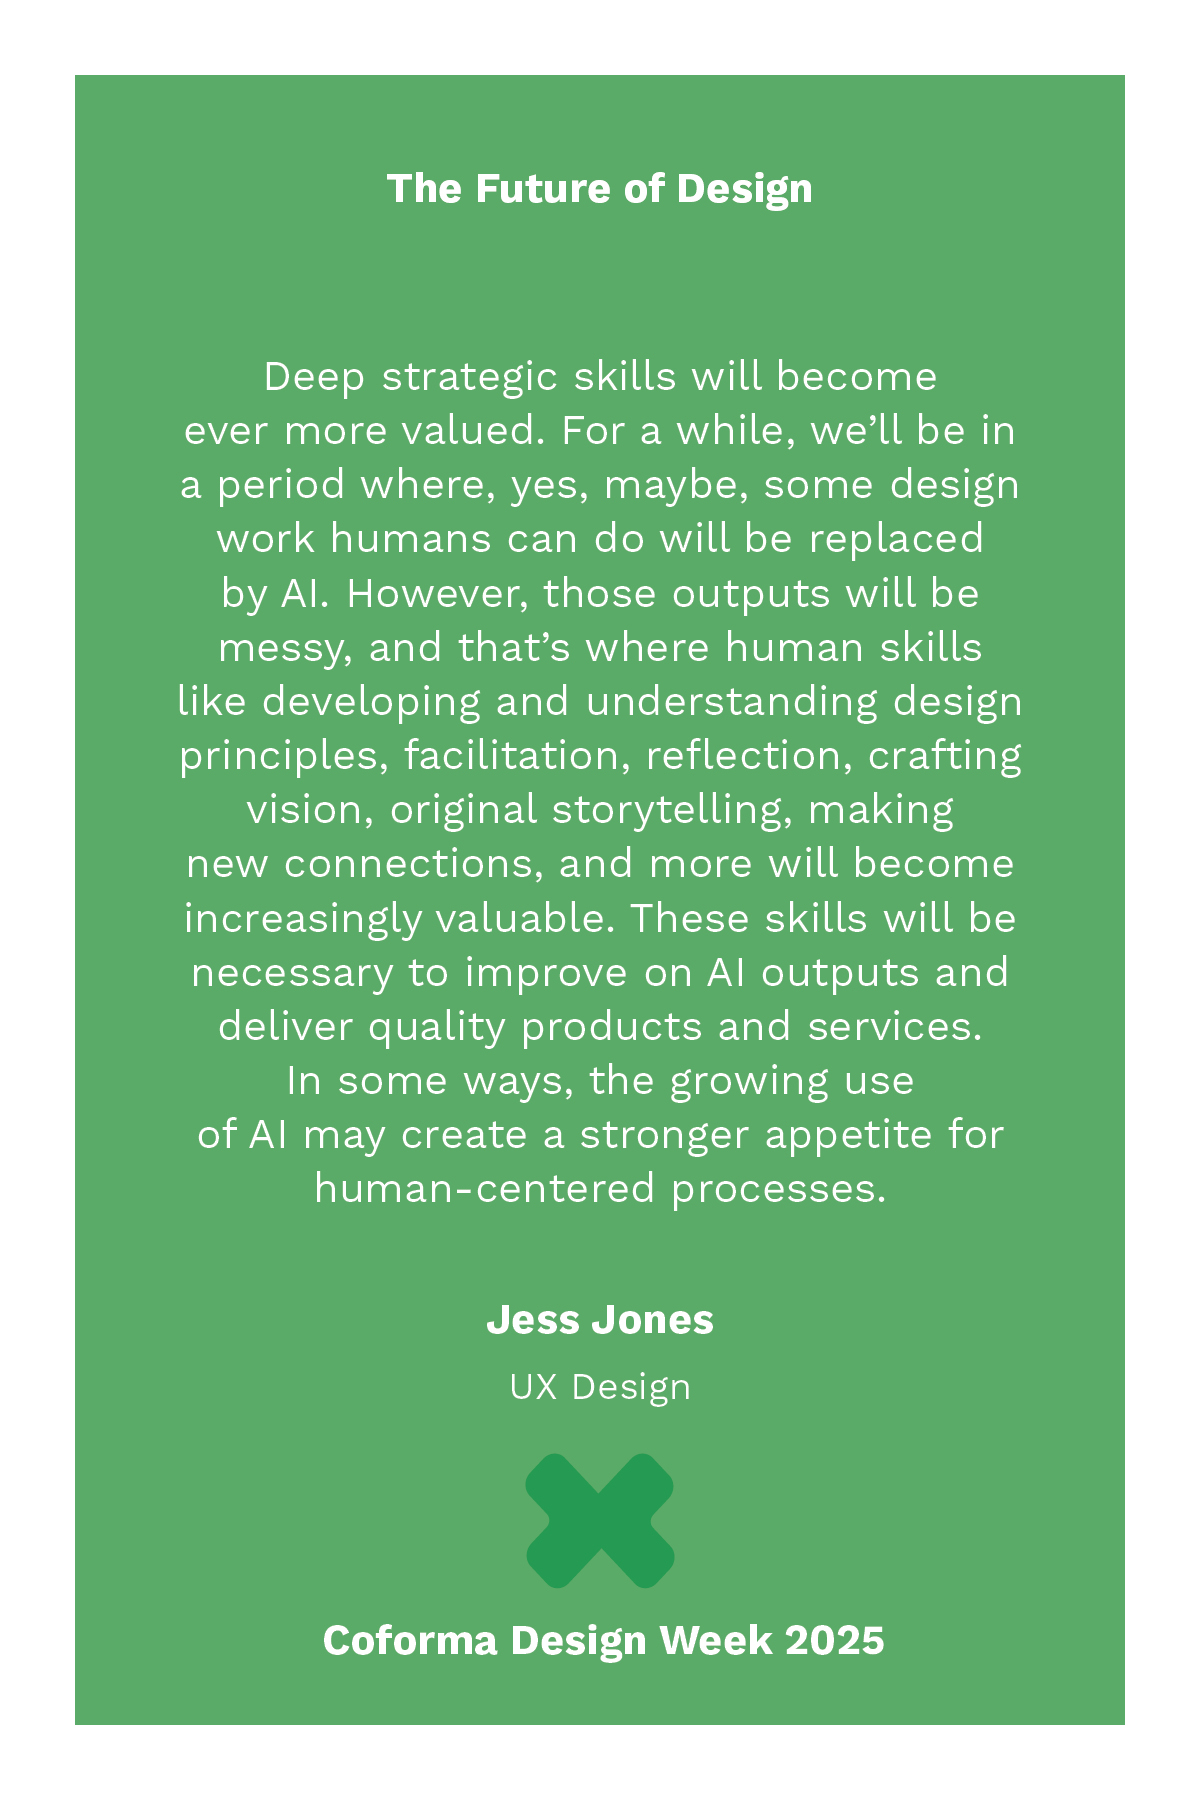 The Future of Design
Deep strategic skills will become
ever more valued. For a while, we’ll be in
a period where, yes, maybe, some design
work humans can do will be replaced
by AI. However, those outputs will be
messy, and that’s where human skills
like developing and understanding design
principles, facilitation, reflection, crafting
vision, original storytelling, making
new connections, and more will become
increasingly valuable. These skills will be
necessary to improve on AI outputs and
deliver quality products and services.
In some ways, the growing use
of AI may create a stronger appetite for
human-centered processes.
Jess Jones
UX Design
Coforma Design Week 2025